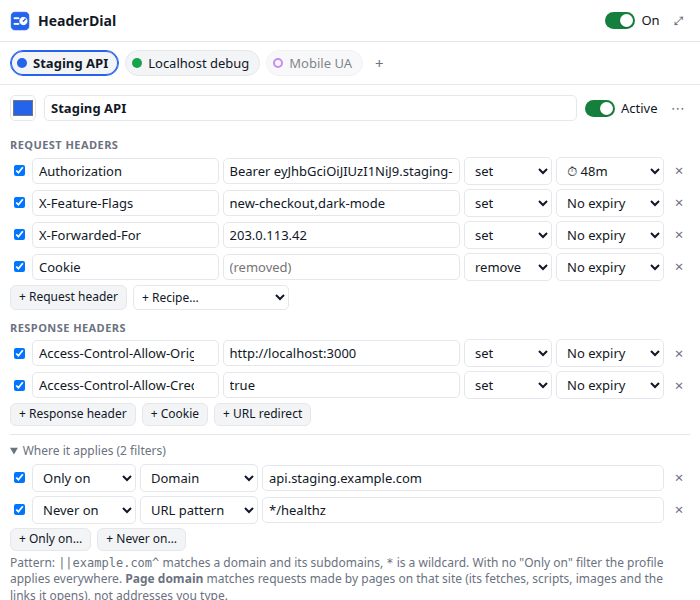 HeaderDial On
Staging API Localhost debug Mobile UA +
Staging API Active ...
REQUEST HEADERS
Authorization Bearer eyJhbGciOiJIUzI1NiJ9.staging- set ⏱ 48m ×
X-Feature-Flags new-checkout,dark-mode set No expiry ×
X-Forwarded-For 203.0.113.42 set No expiry ×
Cookie (removed) remove No expiry ×
+ Request header + Recipe...
RESPONSE HEADERS
Access-Control-Allow-Orig http://localhost:3000 set No expiry ×
Access-Control-Allow-Cred true set No expiry ×
+ Response header + Cookie + URL redirect
▼ Where it applies (2 filters)
Only on Domain api.staging.example.com ×
Never on URL pattern */healthz ×
+ Only on... + Never on...
Pattern: ||example.com^ matches a domain and its subdomains, * is a wildcard. With no "Only on" filter the profile
applies everywhere. Page domain matches requests made by pages on that site (its fetches, scripts, images and the
links it opens), not addresses you type.